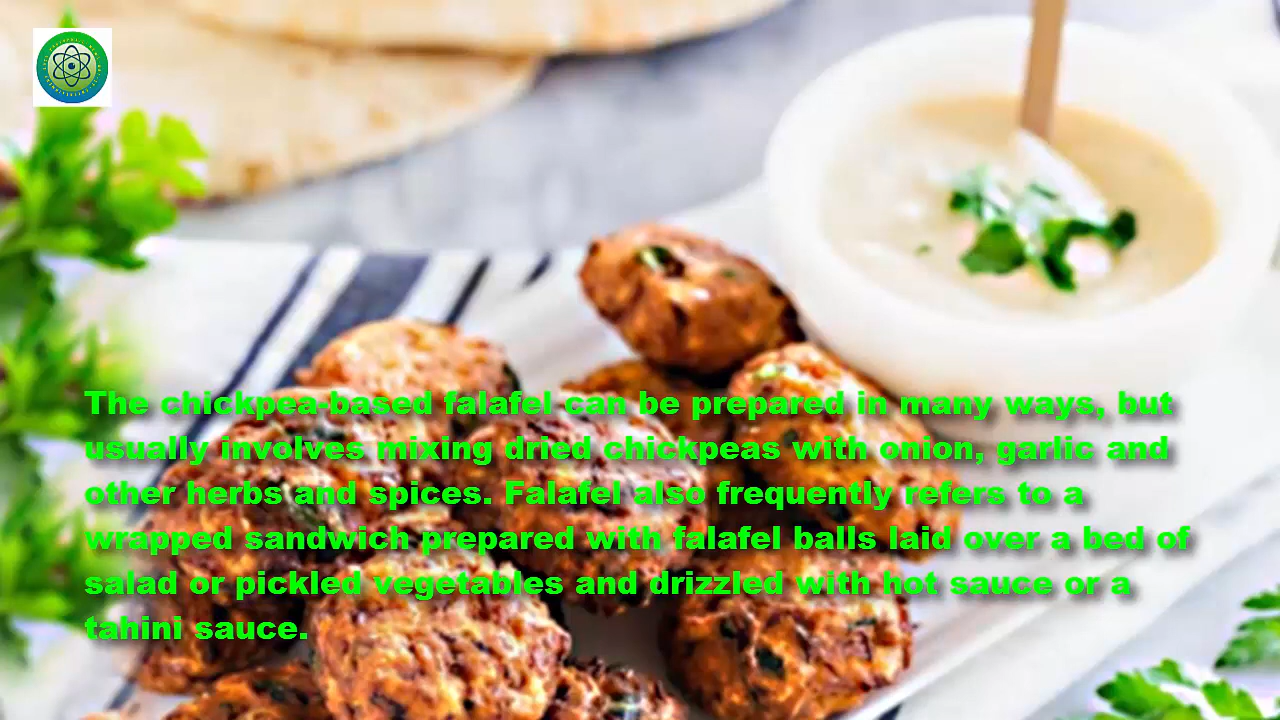 The chickpea-based falafel can be prepared in many ways, but
usually involves mixing dried chickpeas with onion, garlic and
other herbs and spices. Falafel also frequently refers to a
wrapped sandwich prepared with falafel balls laid over a bed of
salad or pickled vegetables and drizzled with hot sauce or a
tahini sauce.